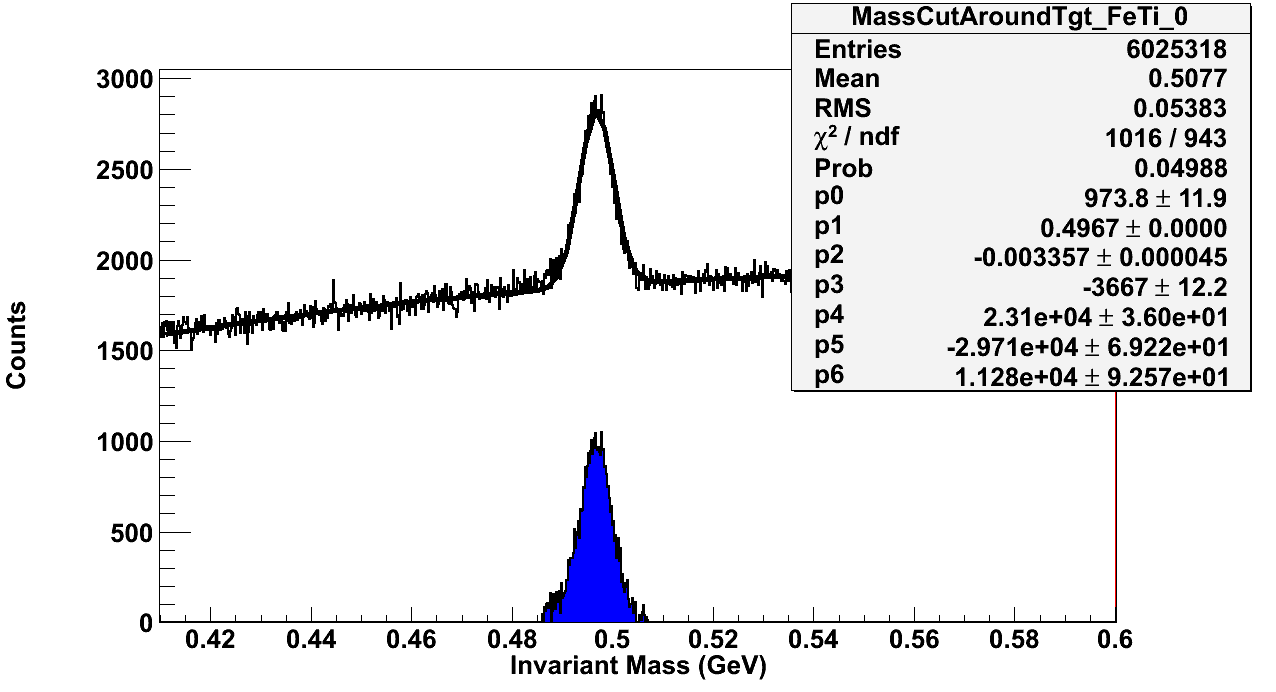 MassCutAroundTgt_FeTi_0
Entries 6025318
Mean 0.5077
RMS 0.05383
χ² / ndf 1016 / 943
Prob 0.04988
p0 973.8 ± 11.9
p1 0.4967 ± 0.0000
p2 -0.003357 ± 0.000045
p3 -3667 ± 12.2
p4 2.31e+04 ± 3.60e+01
p5 -2.971e+04 ± 6.922e+01
p6 1.128e+04 ± 9.257e+01
3000
2500
2000
1500
1000
500
0
Counts
0.42 0.44 0.46 0.48 0.5 0.52 0.54 0.56 0.58 0.6
Invariant Mass (GeV)